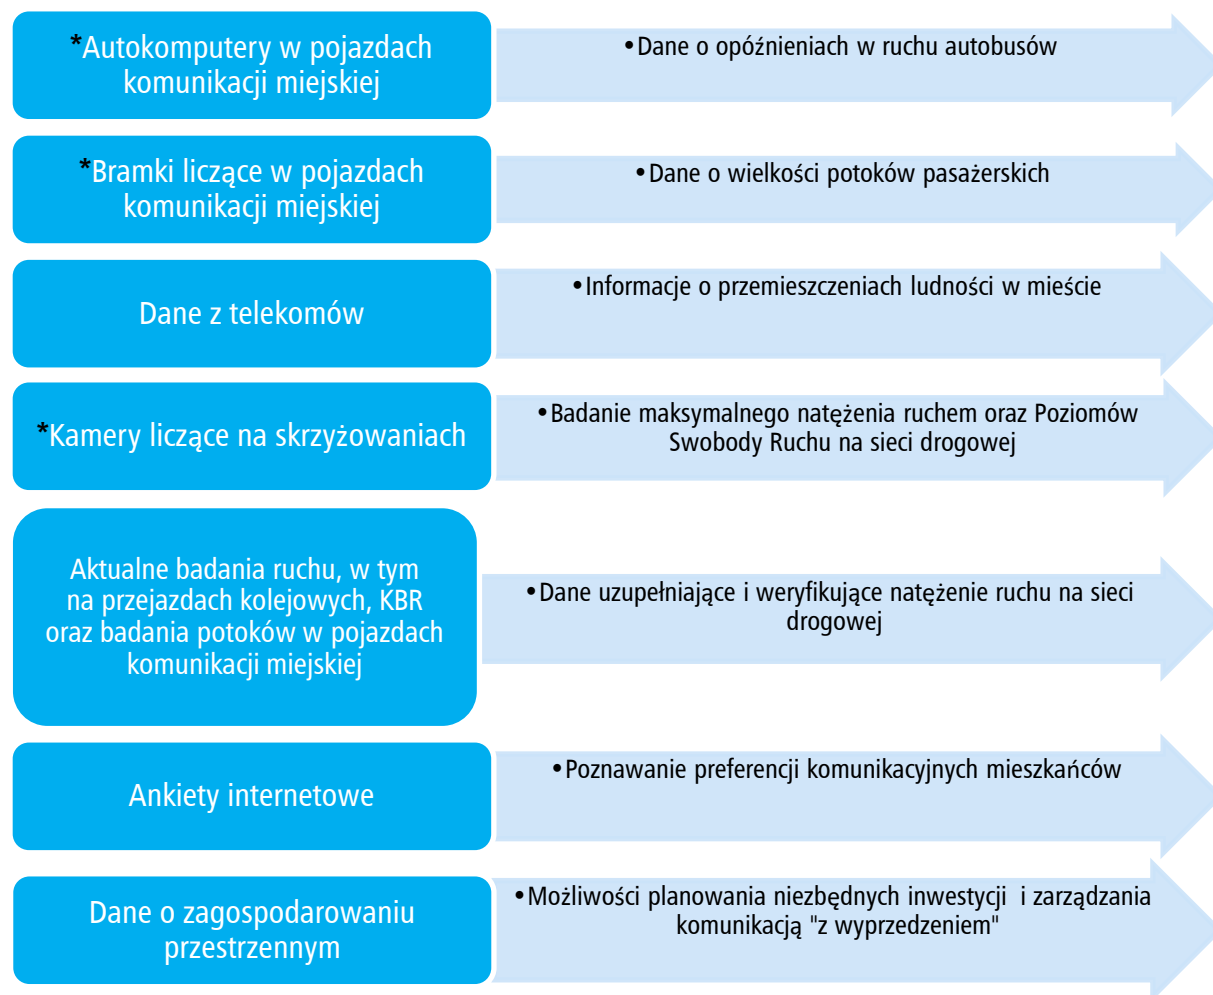 *Autokomputery w pojazdach
komunikacji miejskiej
•Dane o opóźnieniach w ruchu autobusów
*Bramki liczące w pojazdach
komunikacji miejskiej
•Dane o wielkości potoków pasażerskich
Dane z telekomów
•Informacje o przemieszczeniach ludności w mieście
*Kamery liczące na skrzyżowaniach
•Badanie maksymalnego natężenia ruchem oraz Poziomów
Swobody Ruchu na sieci drogowej
Aktualne badania ruchu, w tym
na przejazdach kolejowych, KBR
oraz badania potoków w pojazdach
komunikacji miejskiej
•Dane uzupełniające i weryfikujące natężenie ruchu na sieci
drogowej
Ankiety internetowe
•Poznawanie preferencji komunikacyjnych mieszkańców
Dane o zagospodarowaniu
przestrzennym
•Możliwości planowania niezbędnych inwestycji i zarządzania
komunikacją "z wyprzedzeniem"